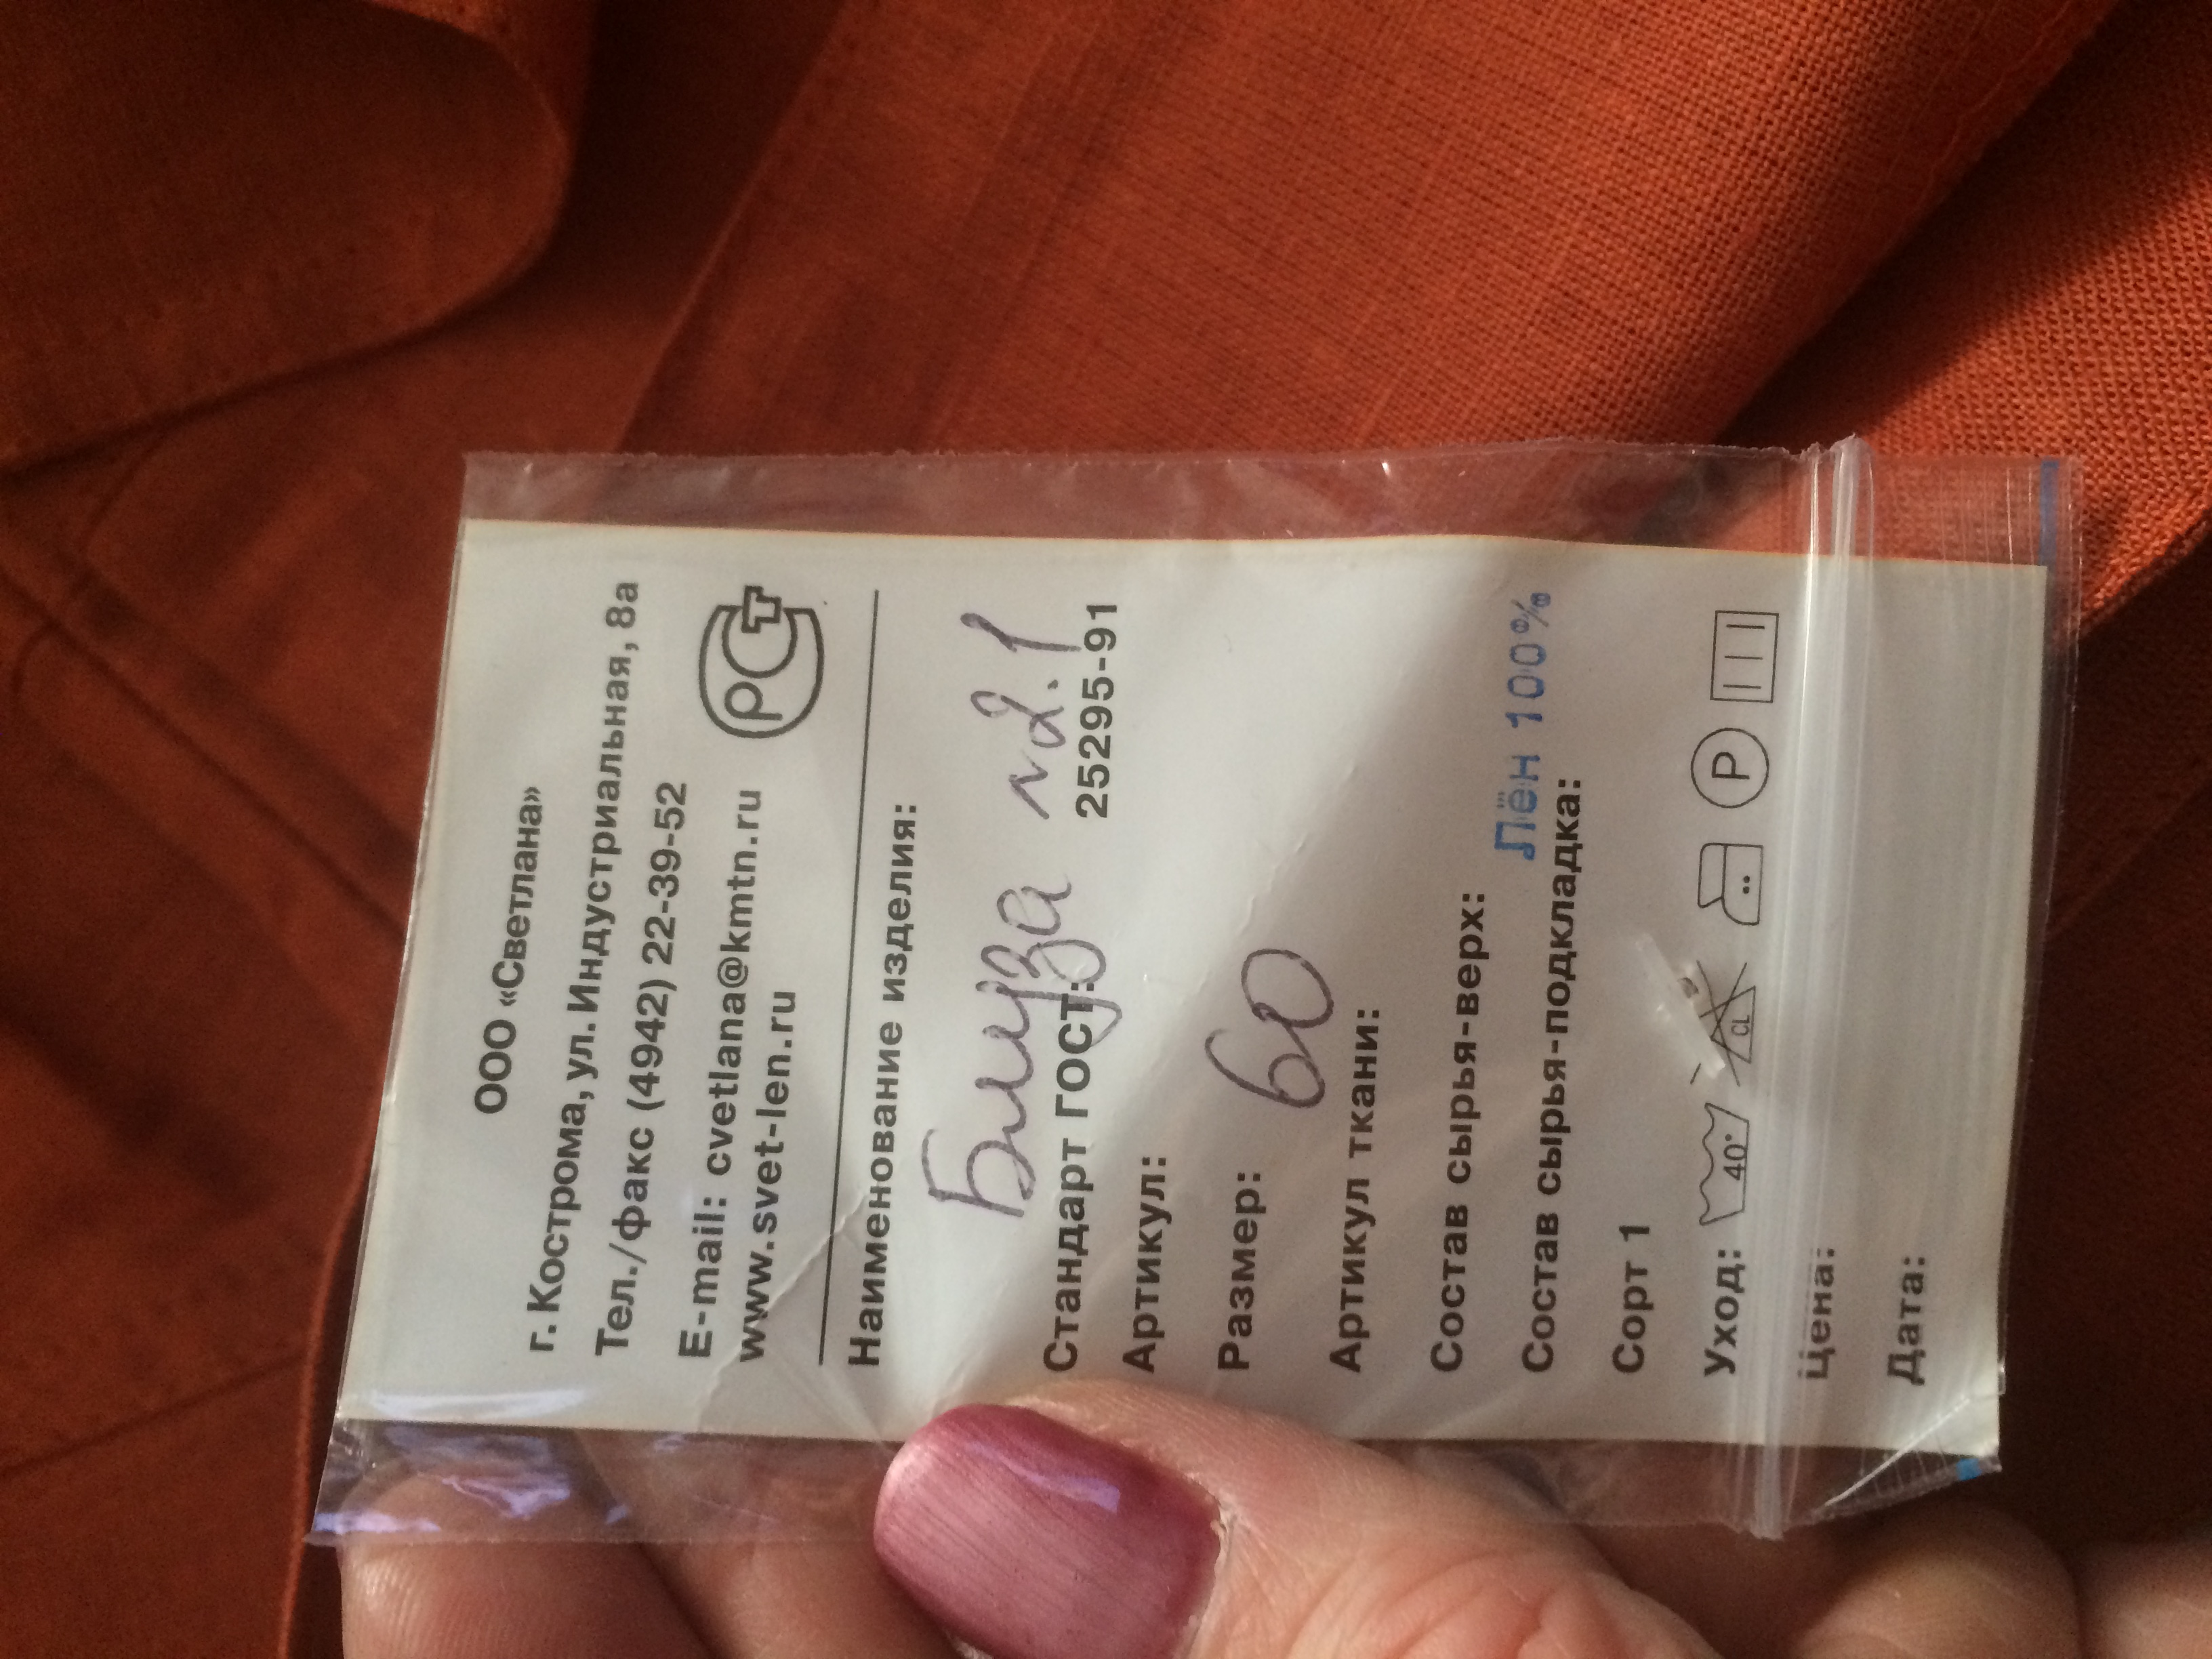 ООО «Светлана»
г. Кострома, ул. Индустриальная, 8а
Тел./факс (4942) 22-39-52
E-mail: cvetlana@kmtn.ru
www.svet-len.ru
РСТ
Наименование изделия:
Блуза л2.1
Стандарт ГОСТ: 25295-91
Артикул:
Размер: 60
Артикул ткани:
Состав сырья-верх: Лён 100%
Состав сырья-подкладка:
Сорт 1
Уход: 40° CL P
Цена:
Дата: